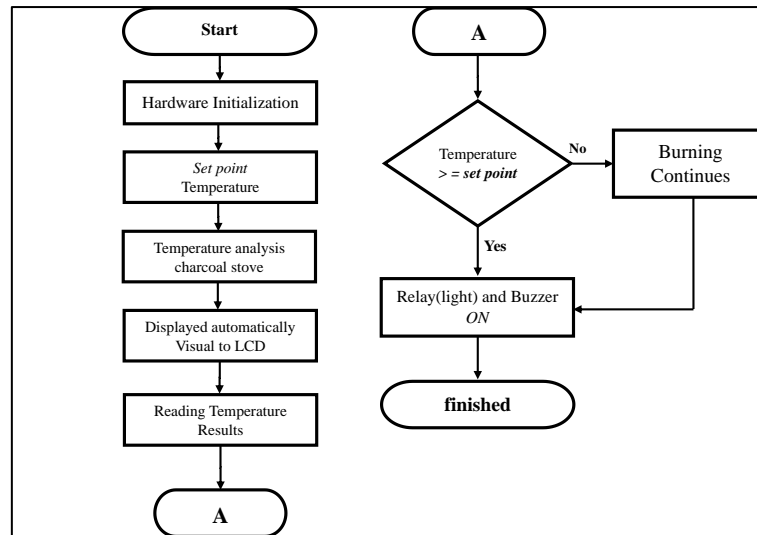 Start
Hardware Initialization
Set point
Temperature
Temperature analysis
charcoal stove
Displayed automatically
Visual to LCD
Reading Temperature
Results
A
A
Temperature
> = set point
No
Burning
Continues
Yes
Relay(light) and Buzzer
ON
finished